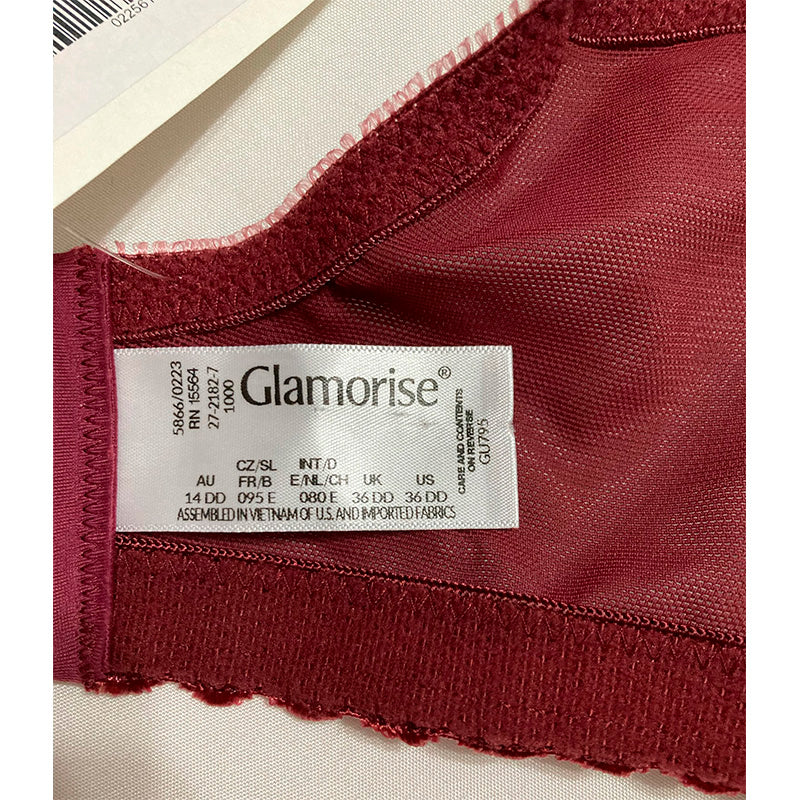 02256
5866/0223
RN 15564
27-2182-7
1000
Glamorise®
CARE AND CONTENTS
ON REVERSE
GU795
CZ/SL INT/D
AU FR/B E/NL/CH UK US
14 DD 095 E 080 E 36 DD 36 DD
ASSEMBLED IN VIETNAM OF U.S. AND IMPORTED FABRICS